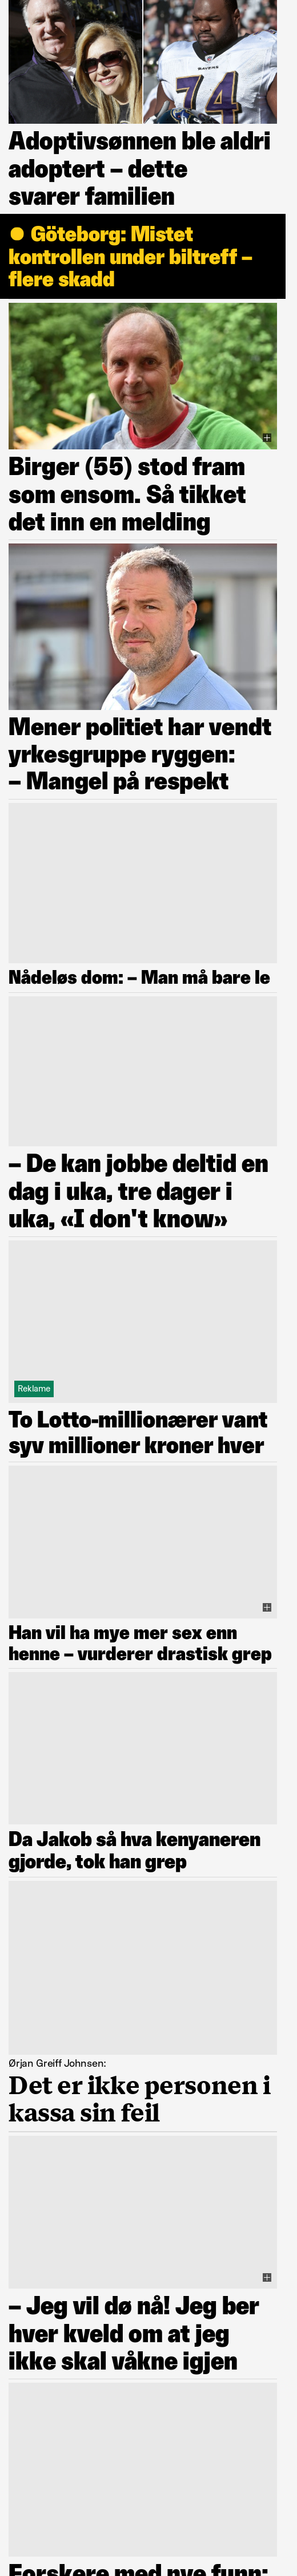 RAVENS
74
Adoptivsønnen ble aldri
adoptert – dette
svarer familien
Göteborg: Mistet
kontrollen under biltreff –
flere skadd
Birger (55) stod fram
som ensom. Så tikket
det inn en melding
Mener politiet har vendt
yrkesgruppe ryggen:
– Mangel på respekt
Nådeløs dom: – Man må bare le
– De kan jobbe deltid en
dag i uka, tre dager i
uka, «I don't know»
Reklame
To Lotto-millionærer vant
syv millioner kroner hver
Han vil ha mye mer sex enn
henne – vurderer drastisk grep
Da Jakob så hva kenyaneren
gjorde, tok han grep
Ørjan Greiff Johnsen:
Det er ikke personen i
kassa sin feil
– Jeg vil dø nå! Jeg ber
hver kveld om at jeg
ikke skal våkne igjen
Forskere med nye funn: